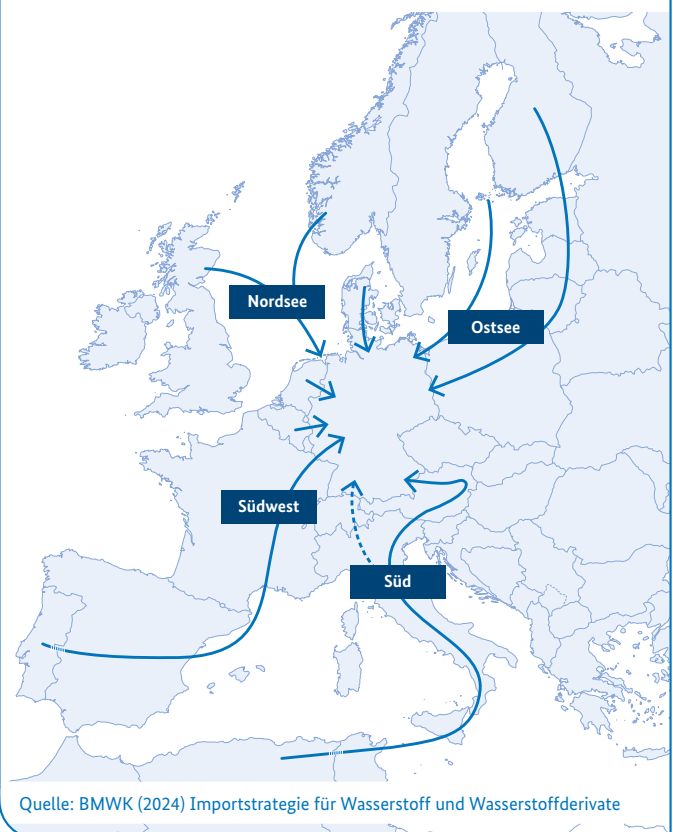 Nordsee
Ostsee
Südwest
Süd
Quelle: BMWK (2024) Importstrategie für Wasserstoff und Wasserstoffderivate